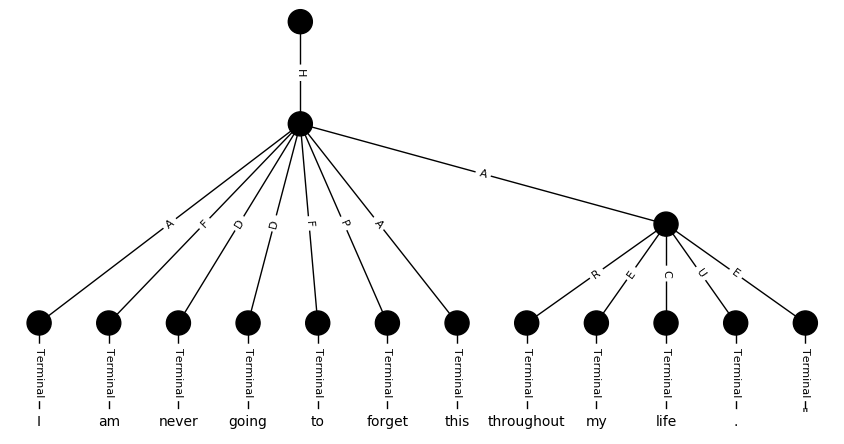 H
A
A F D D F P A
R E C U E
Terminal Terminal Terminal Terminal Terminal Terminal Terminal Terminal Terminal Terminal Terminal Terminal
I am never going to forget this throughout my life . "